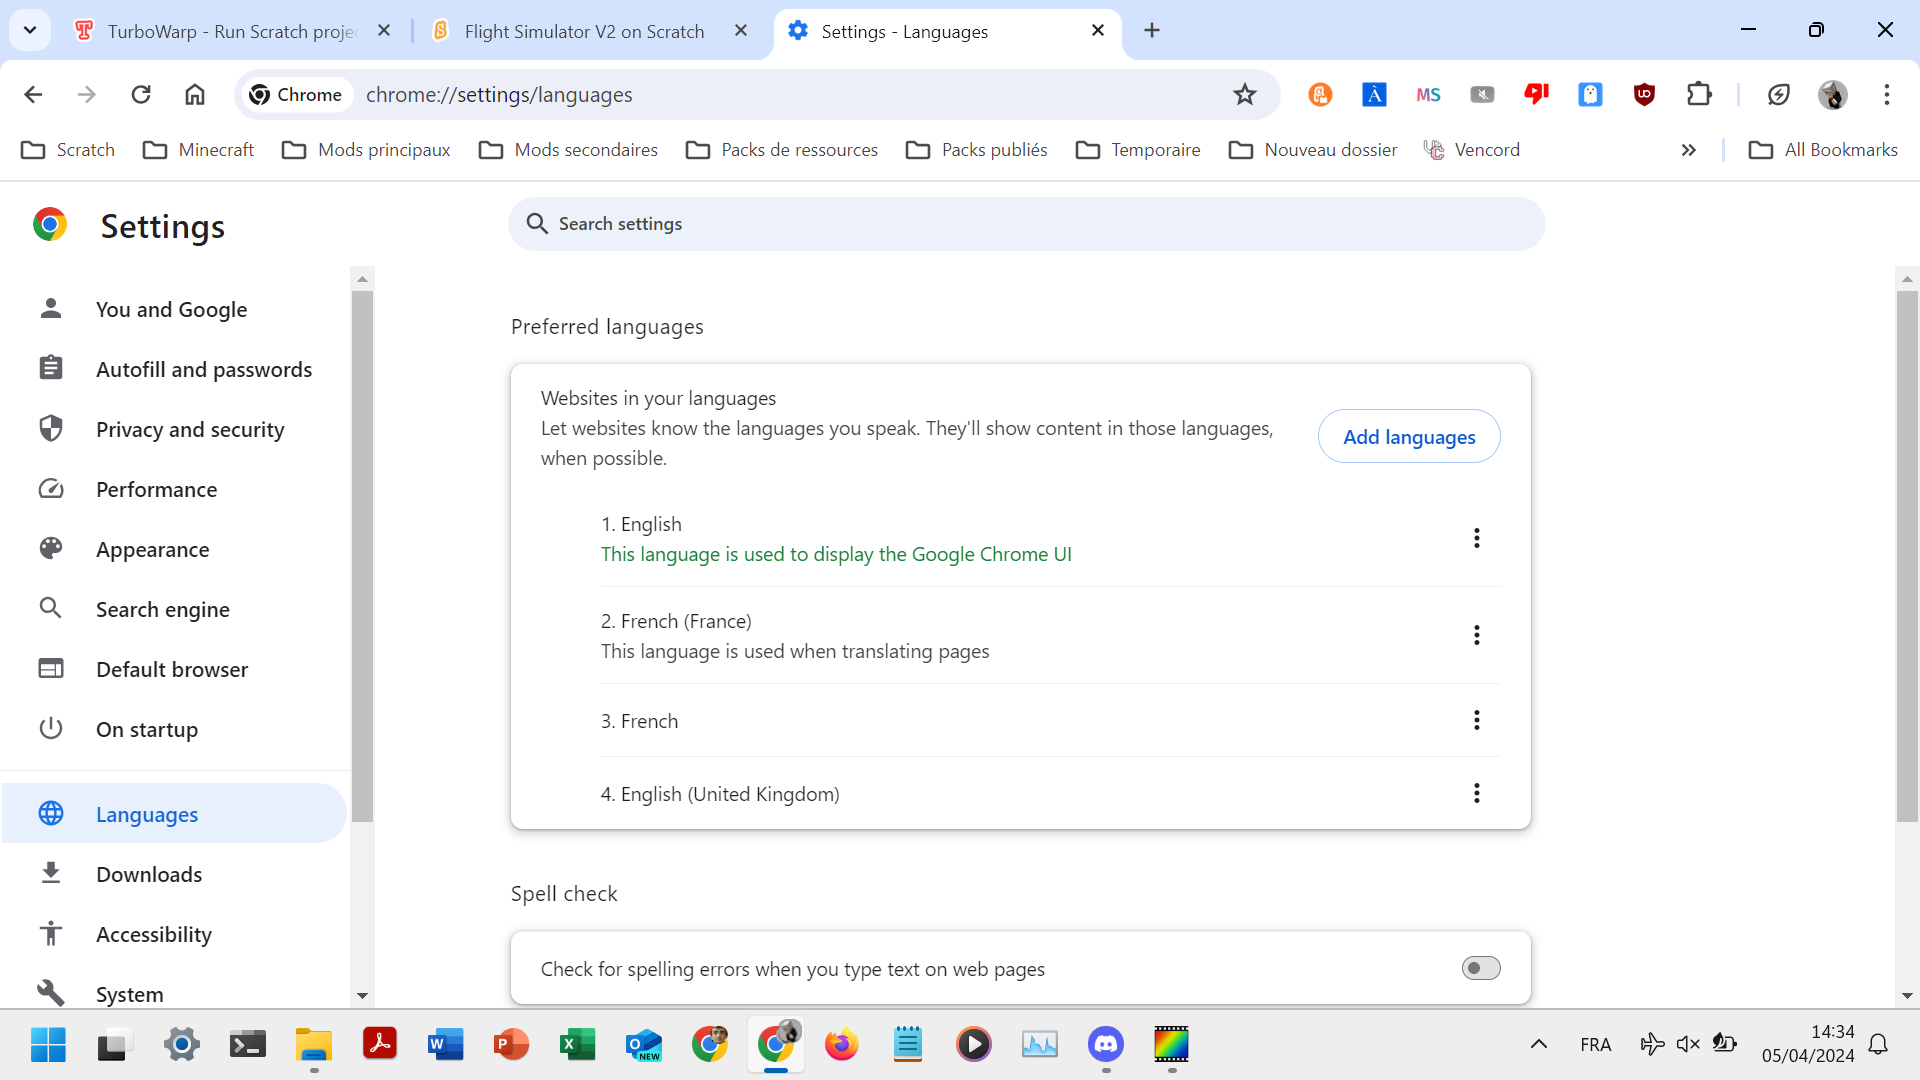 TurboWarp - Run Scratch proje
Flight Simulator V2 on Scratch
Settings - Languages
Chrome
chrome://settings/languages
MS
Scratch
Minecraft
Mods principaux
Mods secondaires
Packs de ressources
Packs publiés
Temporaire
Nouveau dossier
Vencord
All Bookmarks
Settings
Search settings
You and Google
Autofill and passwords
Privacy and security
Performance
Appearance
Search engine
Default browser
On startup
Languages
Downloads
Accessibility
System
Preferred languages
Websites in your languages
Let websites know the languages you speak. They'll show content in those languages,
when possible.
Add languages
1. English
This language is used to display the Google Chrome UI
2. French (France)
This language is used when translating pages
3. French
4. English (United Kingdom)
Spell check
Check for spelling errors when you type text on web pages
NEW
FRA
14:34
05/04/2024